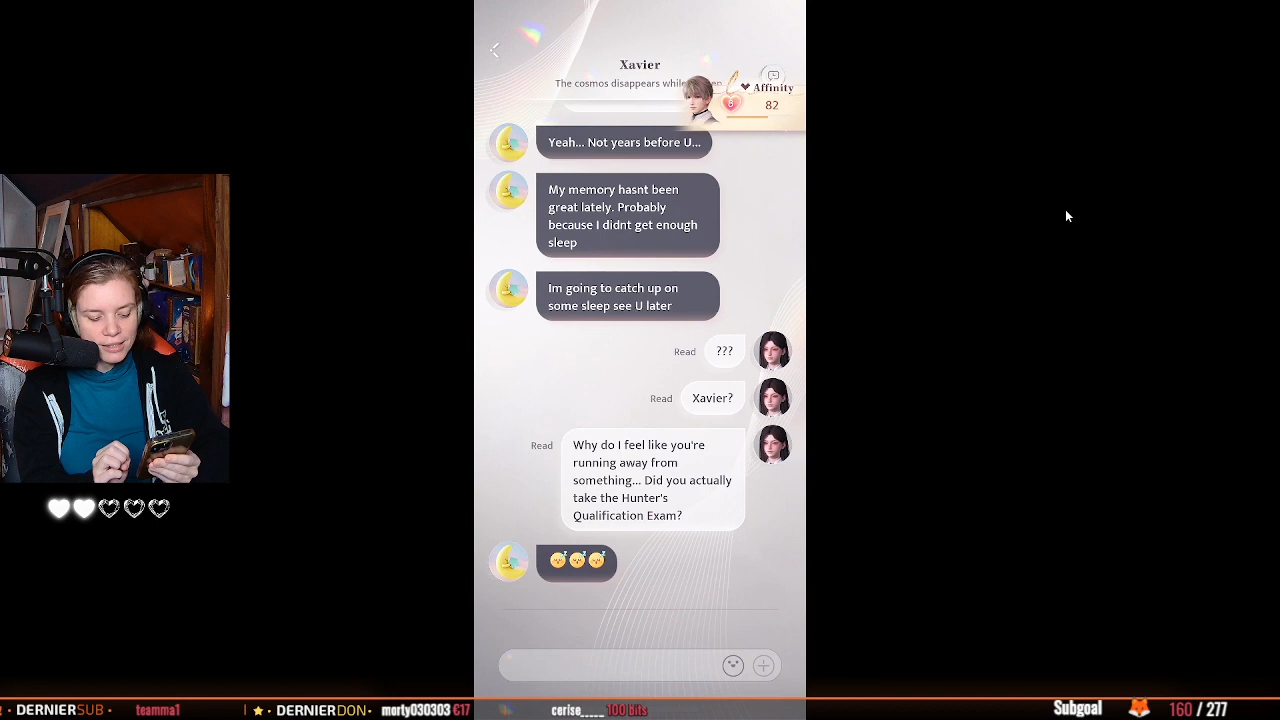 Xavier
The cosmos disappears while
Affinity
6
82
Yeah... Not years before U...
My memory hasnt been
great lately. Probably
because I didnt get enough
sleep
Im going to catch up on
some sleep see U later
Read
???
Read
Xavier?
Read
Why do I feel like you're
running away from
something... Did you actually
take the Hunter's
Qualification Exam?
• DERNIERSUB • teamma1 | ★ • DERNIERDON • morty030303 €17 cerise_____ 100 Bits Subgoal 160 / 277